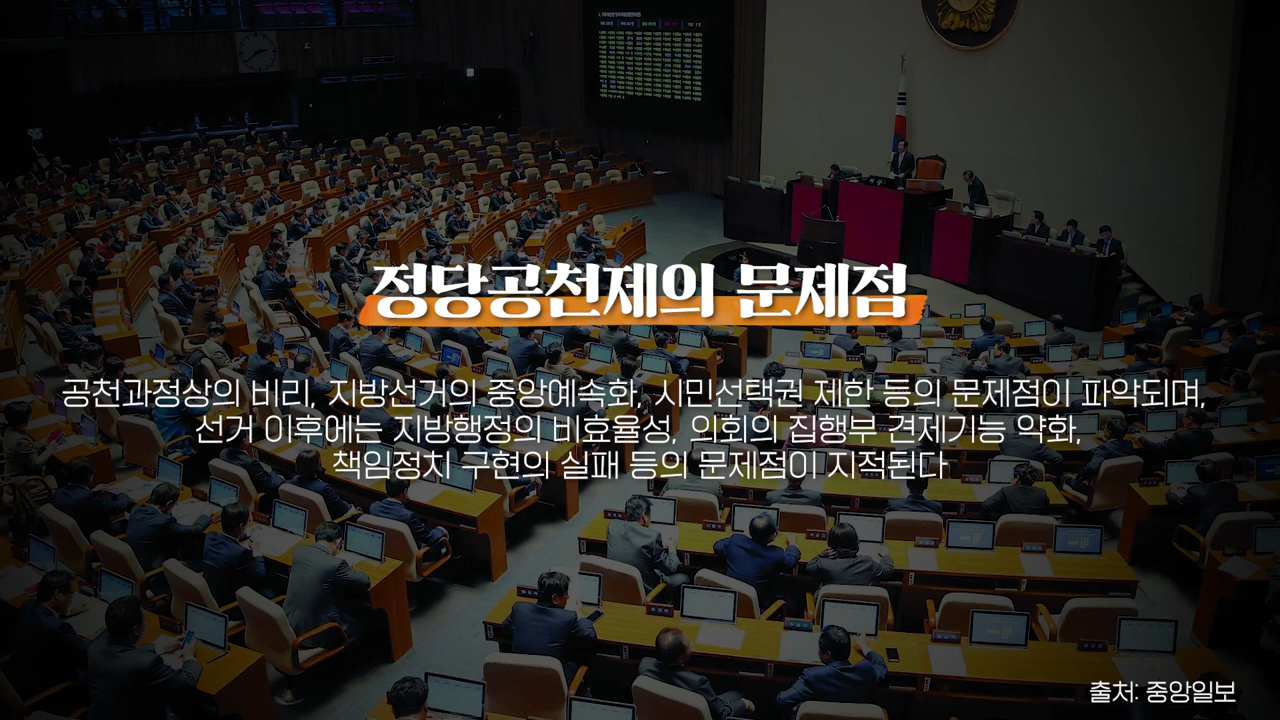 정당공천제의 문제점
공천과정상의 비리, 지방선거의 중앙예속화, 시민선택권 제한 등의 문제점이 파악되며,
선거 이후에는 지방행정의 비효율성, 의회의 집행부 견제기능 약화,
책임정치 구현의 실패 등의 문제점이 지적된다
출처: 중앙일보